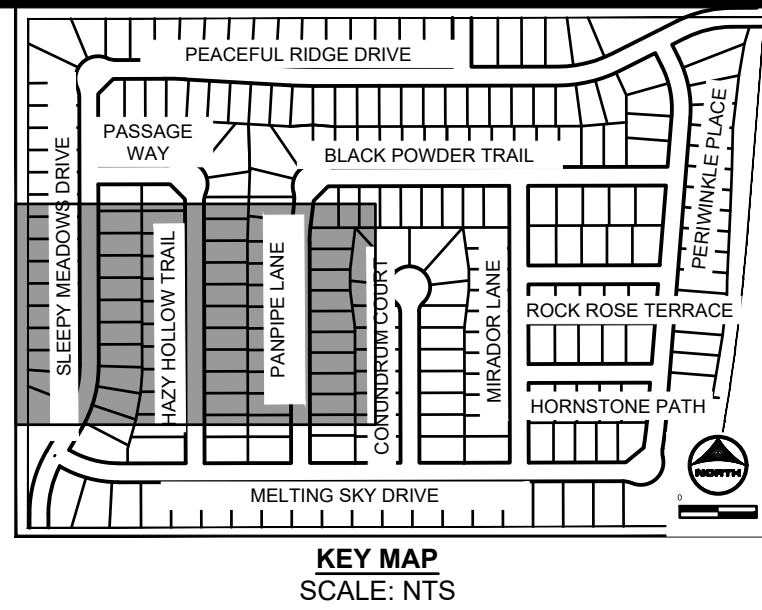 PEACEFUL RIDGE DRIVE
PASSAGE
WAY
BLACK POWDER TRAIL
SLEEPY MEADOWS DRIVE
HAZY HOLLOW TRAIL
PANPIPE LANE
CONUNDRUM COURT
MIRADOR LANE
PERIWINKLE PLACE
ROCK ROSE TERRACE
HORNSTONE PATH
MELTING SKY DRIVE
NORTH
0
KEY MAP
SCALE: NTS